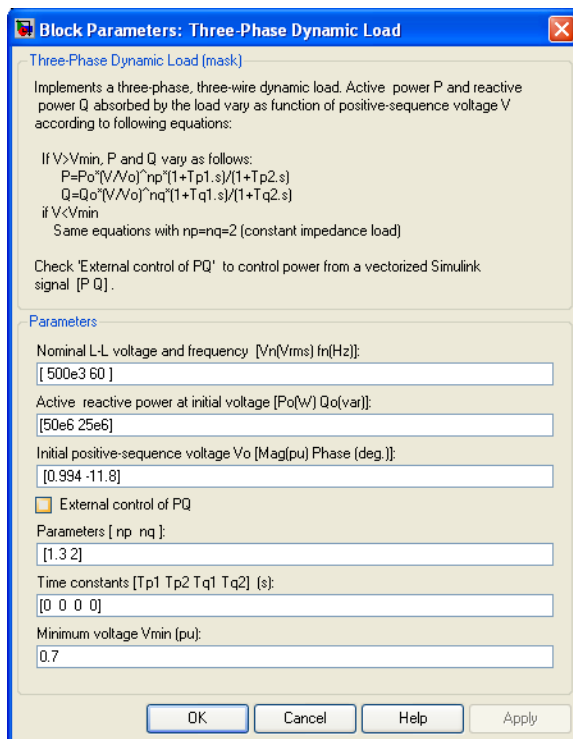 Block Parameters: Three-Phase Dynamic Load
Three-Phase Dynamic Load (mask)
Implements a three-phase, three-wire dynamic load. Active power P and reactive
power Q absorbed by the load vary as function of positive-sequence voltage V
according to following equations:
If V>Vmin, P and Q vary as follows:
P=Po*(V/Vo)^np*(1+Tp1.s)/(1+Tp2.s)
Q=Qo*(V/Vo)^nq*(1+Tq1.s)/(1+Tq2.s)
if V<Vmin
Same equations with np=nq=2 (constant impedance load)
Check 'External control of PQ' to control power from a vectorized Simulink
signal [P Q] .
Parameters
Nominal L-L voltage and frequency [Vn(Vrms) fn(Hz)]:
[ 500e3 60 ]
Active reactive power at initial voltage [Po(W) Qo(var)]:
[50e6 25e6]
Initial positive-sequence voltage Vo [Mag(pu) Phase (deg.)]:
[0.994 -11.8]
External control of PQ
Parameters [ np nq ]:
[1.3 2]
Time constants [Tp1 Tp2 Tq1 Tq2] (s):
[0 0 0 0]
Minimum voltage Vmin (pu):
0.7
OK Cancel Help Apply